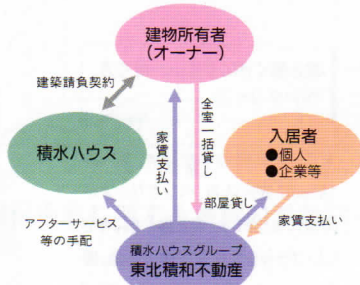 建物所有者
（オーナー）
建築請負契約
積水ハウス
家賃支払い
全室一括貸し
入居者
●個人
●企業等
部屋貸し
家賃支払い
アフターサービス
等の手配
積水ハウスグループ
東北積和不動産